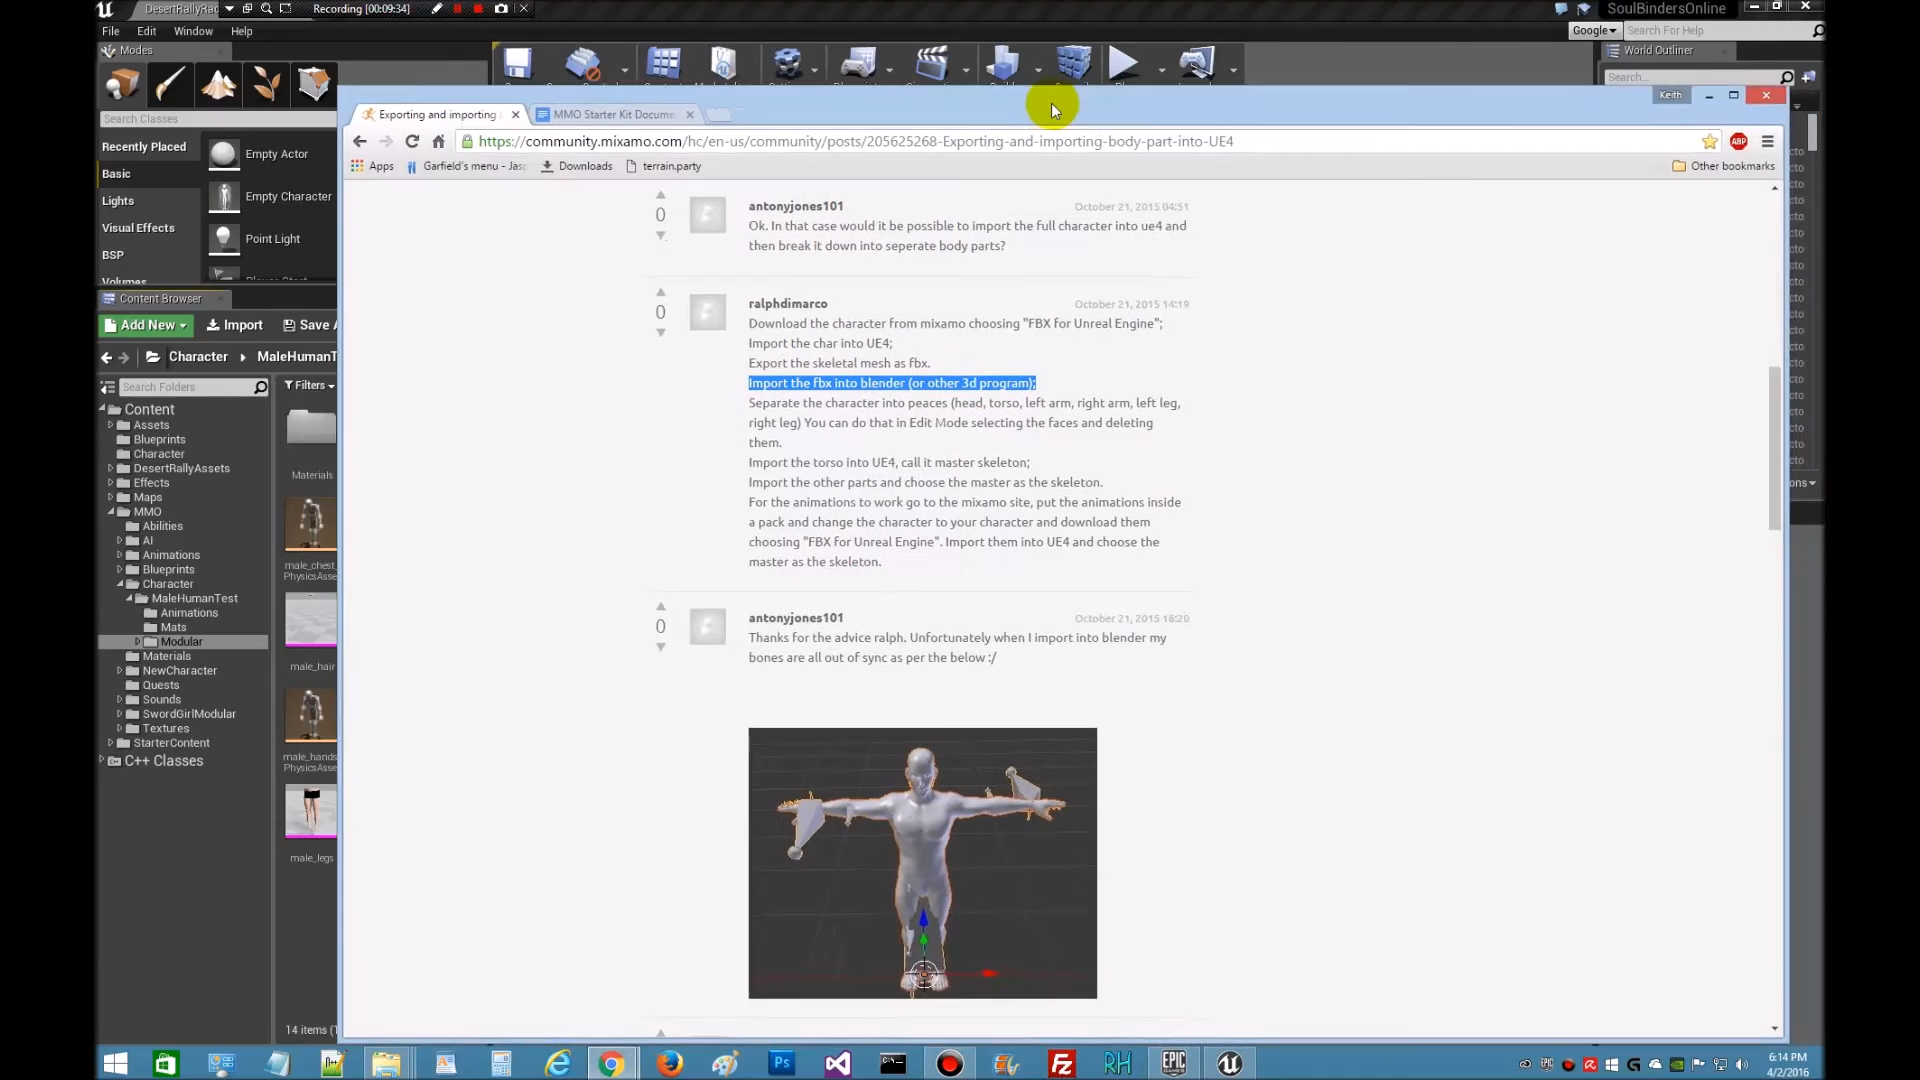 DesertRallyRac
Recording [00:09:34]
SoulBindersOnline
File Edit Window Help
Google
Search For Help
Modes
World Outliner
Search...
Search Classes
Recently Placed
Basic
Lights
Visual Effects
BSP
Volumes
Empty Actor
Empty Character
Point Light
Content Browser
Add New
Import
Save A
Character
MaleHumanT
Search Folders
Filters
Content
Assets
Blueprints
Character
DesertRallyAssets
Effects
Maps
MMO
Abilities
AI
Animations
Blueprints
Character
MaleHumanTest
Animations
Mats
Modular
Materials
NewCharacter
Quests
Sounds
SwordGirlModular
Textures
StarterContent
C++ Classes
Materials
male_chest_
PhysicsAsse
male_hair
male_hands
PhysicsAsse
male_legs
14 items (
Keith
Exporting and importing
MMO Starter Kit Docume
https://community.mixamo.com/hc/en-us/community/posts/205625268-Exporting-and-importing-body-part-into-UE4
ABP
Apps
Garfield's menu - Jasp
Downloads
terrain.party
Other bookmarks
0
antonyjones101
October 21, 2015 04:51
Ok. In that case would it be possible to import the full character into ue4 and
then break it down into seperate body parts?
0
ralphdimarco
October 21, 2015 14:19
Download the character from mixamo choosing "FBX for Unreal Engine";
Import the char into UE4;
Export the skeletal mesh as fbx.
Import the fbx into blender (or other 3d program);
Separate the character into peaces (head, torso, left arm, right arm, left leg,
right leg) You can do that in Edit Mode selecting the faces and deleting
them.
Import the torso into UE4, call it master skeleton;
Import the other parts and choose the master as the skeleton.
For the animations to work go to the mixamo site, put the animations inside
a pack and change the character to your character and download them
choosing "FBX for Unreal Engine". Import them into UE4 and choose the
master as the skeleton.
0
antonyjones101
October 21, 2015 16:20
Thanks for the advice ralph. Unfortunately when I import into blender my
bones are all out of sync as per the below :/
Ps
RH
EPIC
6:14 PM
4/2/2016